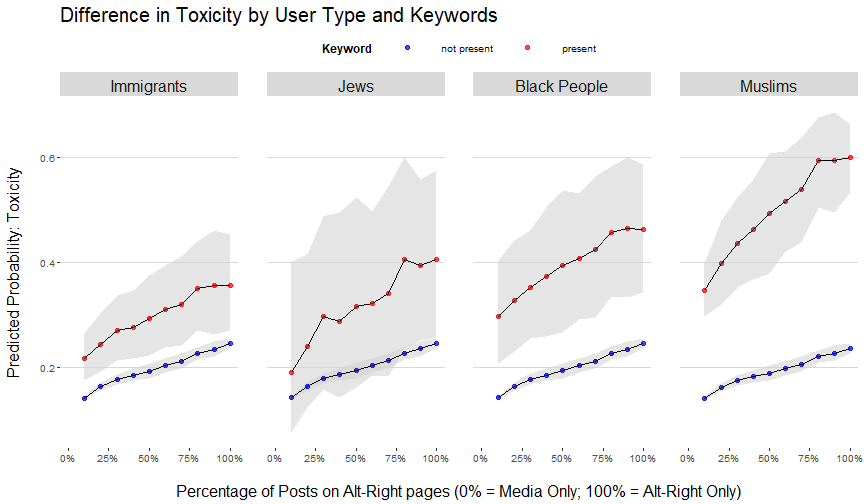 Difference in Toxicity by User Type and Keywords
Keyword not present present
Immigrants Jews Black People Muslims
Predicted Probability: Toxicity
0.6
0.4
0.2
0% 25% 50% 75% 100% 0% 25% 50% 75% 100% 0% 25% 50% 75% 100% 0% 25% 50% 75% 100%
Percentage of Posts on Alt-Right pages (0% = Media Only; 100% = Alt-Right Only)